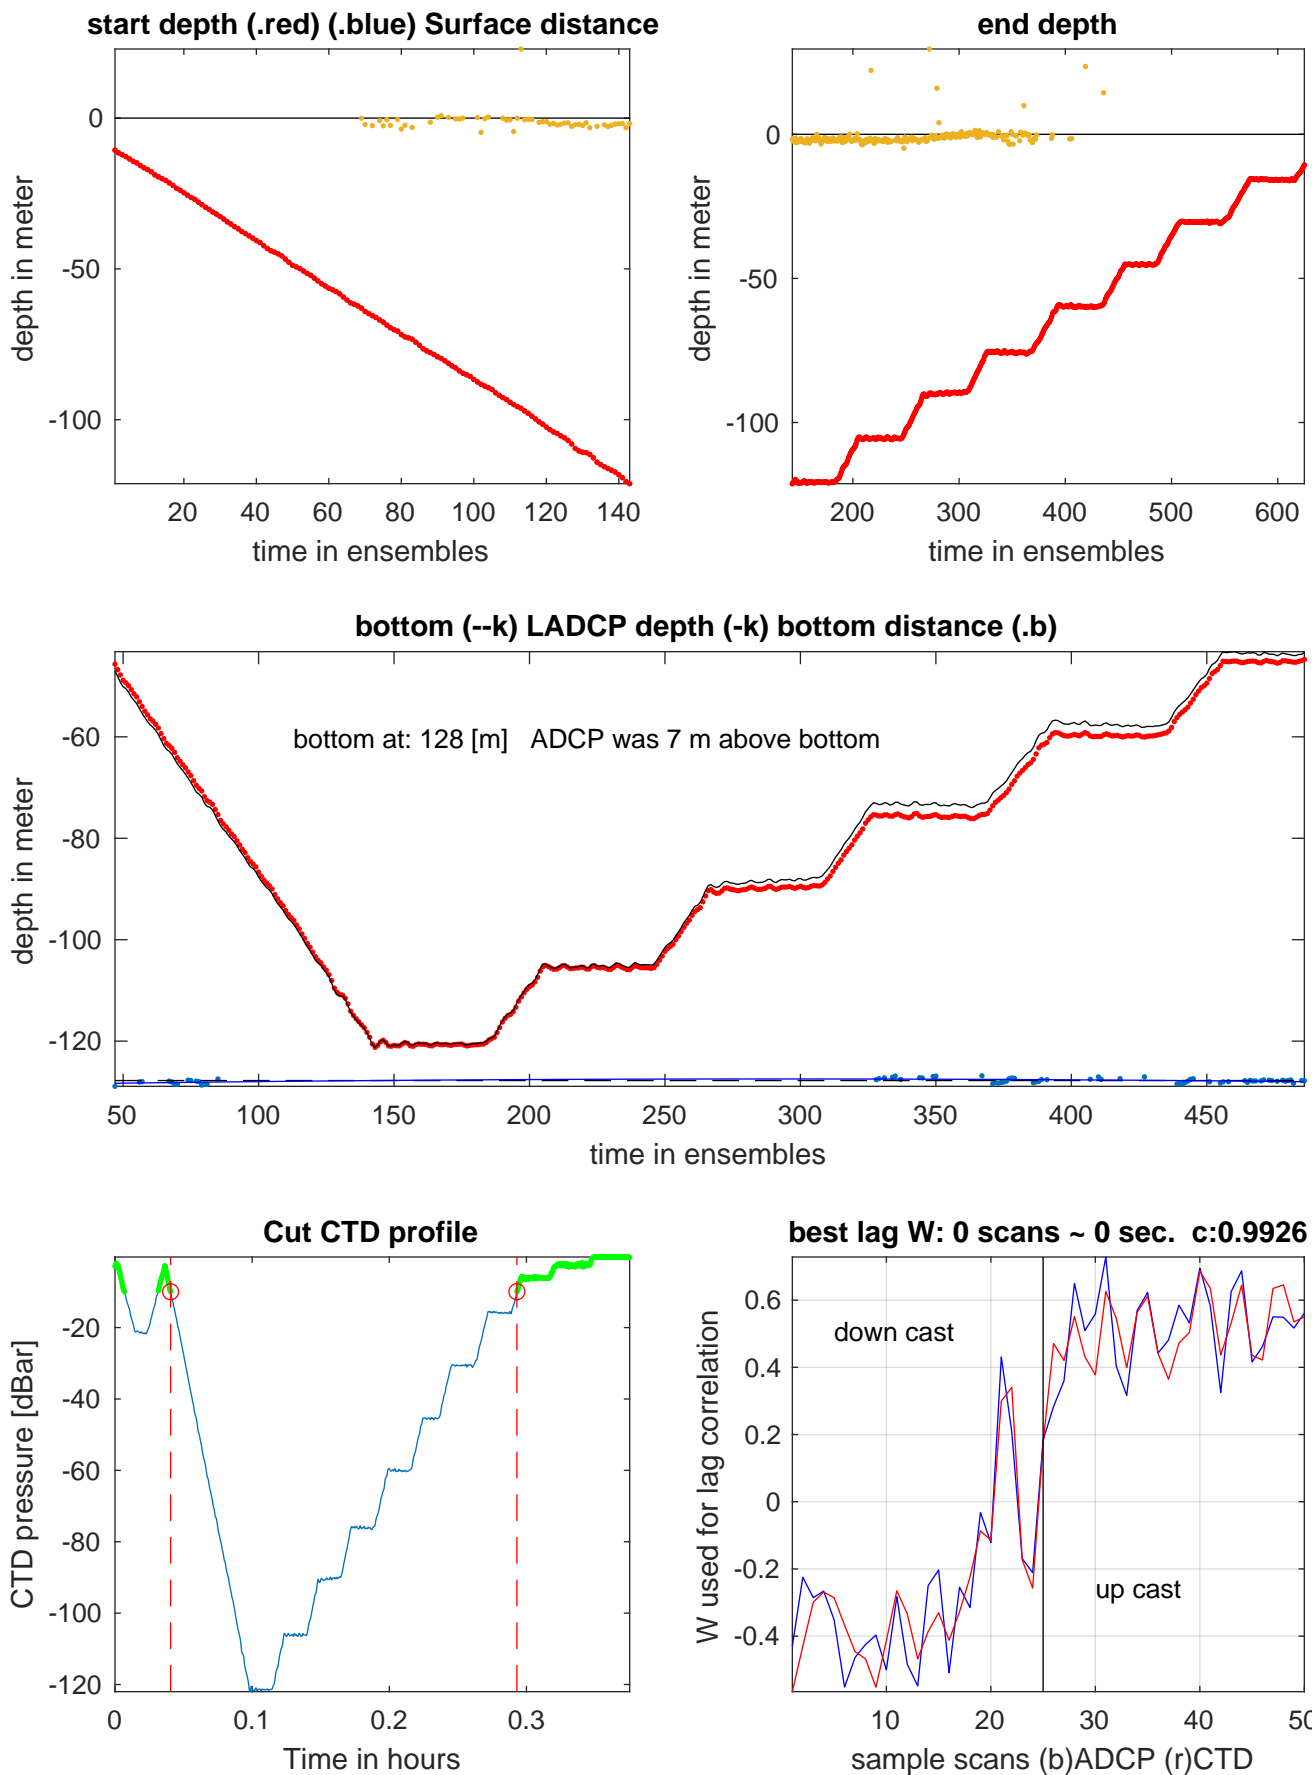 start depth (.red) (.blue) Surface distance
end depth
0
-50
-100
depth in meter
20 40 60 80 100 120 140
time in ensembles
0
-50
-100
depth in meter
200 300 400 500 600
time in ensembles
bottom (--k) LADCP depth (-k) bottom distance (.b)
bottom at: 128 [m] ADCP was 7 m above bottom
-60
-80
-100
-120
depth in meter
50 100 150 200 250 300 350 400 450
time in ensembles
Cut CTD profile
-20
-40
-60
-80
-100
-120
CTD pressure [dBar]
0 0.1 0.2 0.3
Time in hours
best lag W: 0 scans ~ 0 sec. c:0.9926
down cast
up cast
0.6
0.4
0.2
0
-0.2
-0.4
W used for lag correlation
10 20 30 40 50
sample scans (b)ADCP (r)CTD